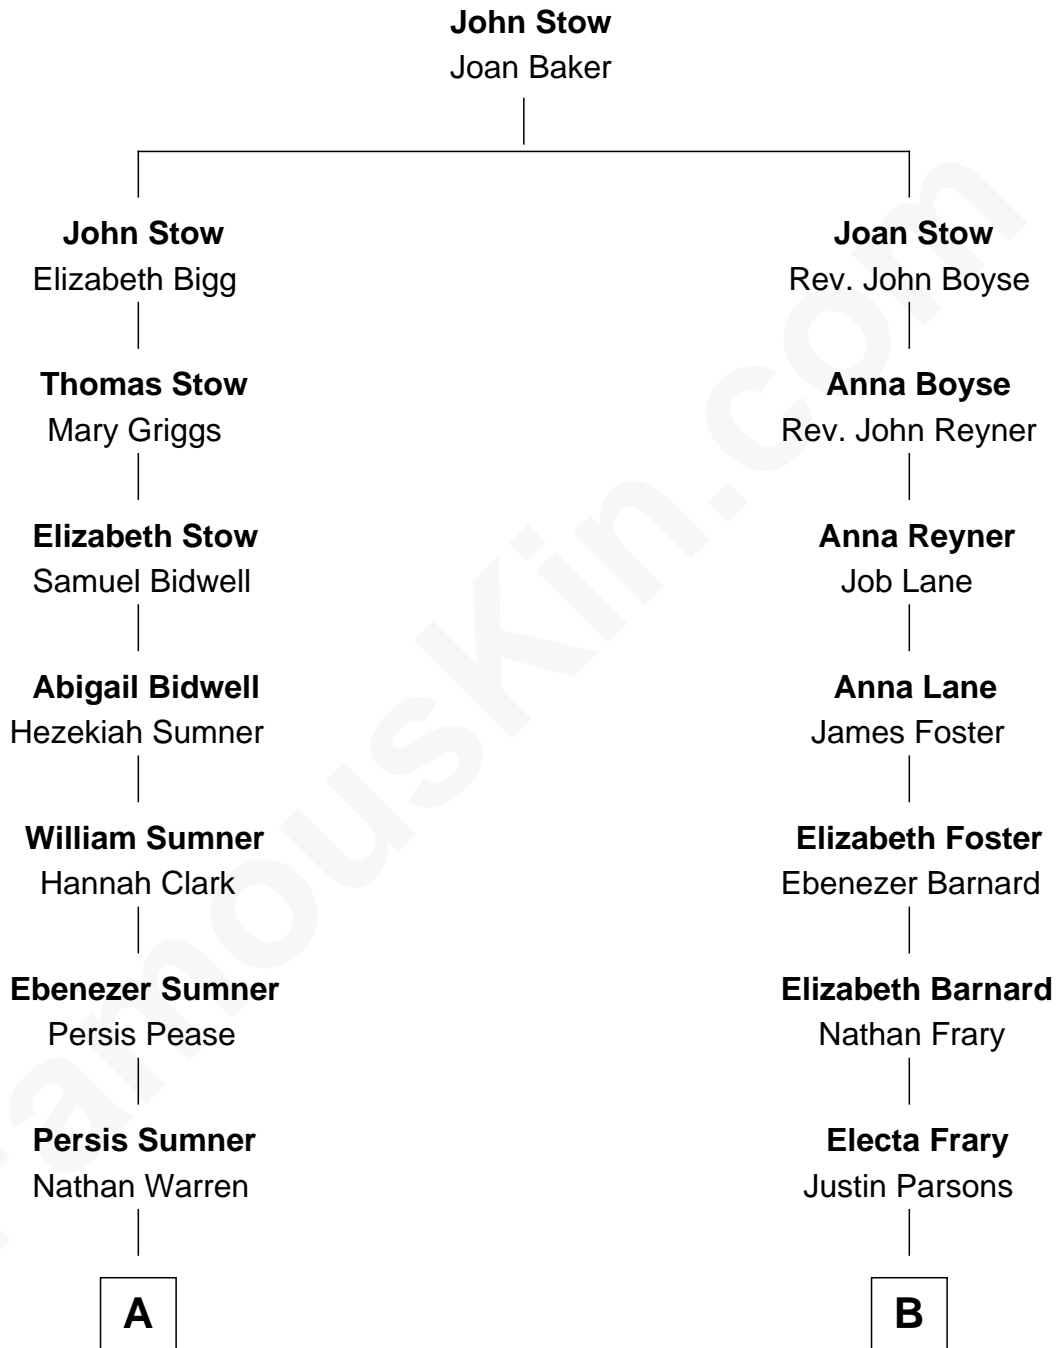 John Stow
Joan Baker
John Stow
Elizabeth Bigg
Joan Stow
Rev. John Boyse
Thomas Stow
Mary Griggs
Anna Boyse
Rev. John Reyner
Elizabeth Stow
Samuel Bidwell
Anna Reyner
Job Lane
Abigail Bidwell
Hezekiah Sumner
Anna Lane
James Foster
William Sumner
Hannah Clark
Elizabeth Foster
Ebenezer Barnard
Ebenezer Sumner
Persis Pease
Elizabeth Barnard
Nathan Frary
Persis Sumner
Nathan Warren
Electa Frary
Justin Parsons
A
B
FamousKin.com